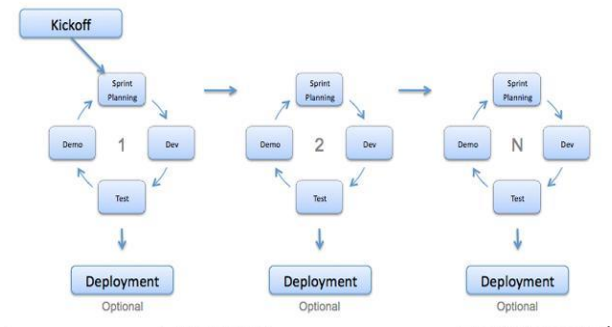 Kickoff
Sprint
Planning
Demo
1
Dev
Test
Deployment
Optional
Sprint
Planning
Demo
2
Dev
Test
Deployment
Optional
Sprint
Planning
Demo
N
Dev
Test
Deployment
Optional